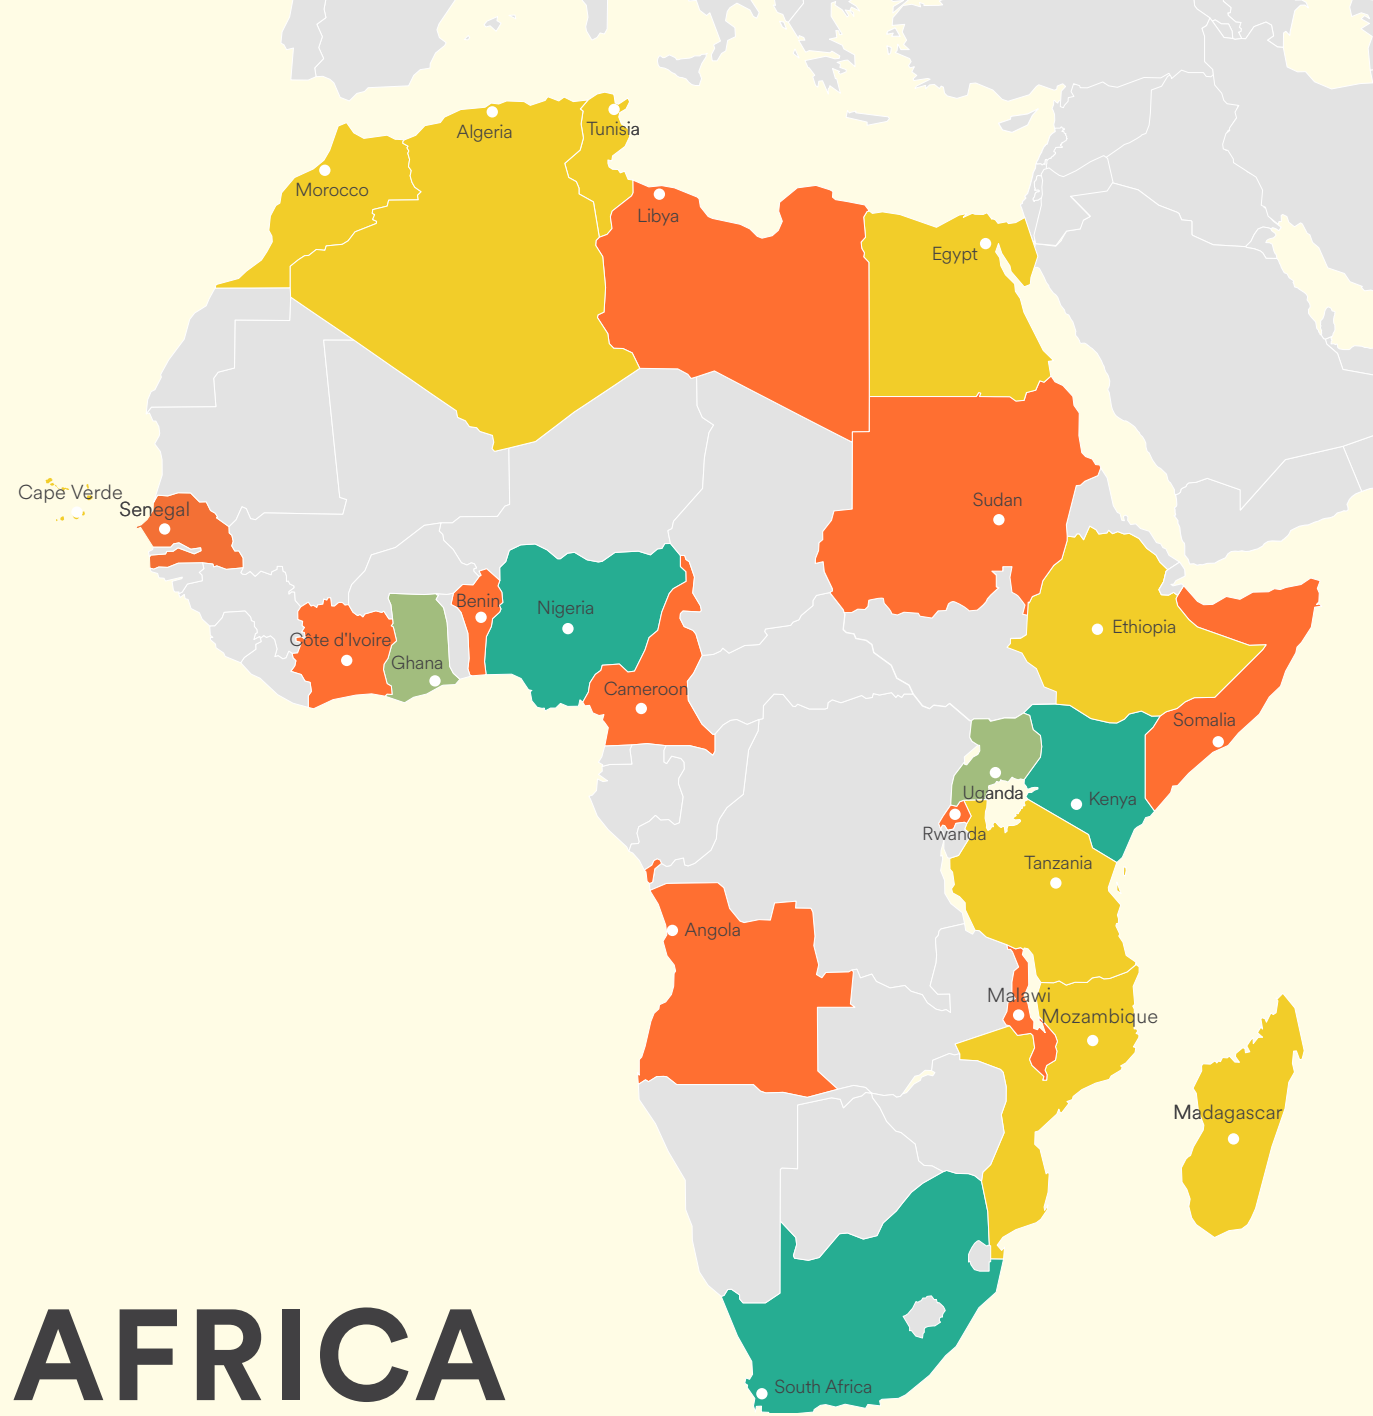 Algeria
Tunisia
Morocco
Libya
Egypt
Cape Verde
Senegal
Sudan
Benin
Nigeria
Ethiopia
Côte d'Ivoire
Ghana
Cameroon
Somalia
Uganda
Kenya
Rwanda
Tanzania
Angola
Malawi
Mozambique
Madagascar
South Africa
AFRICA